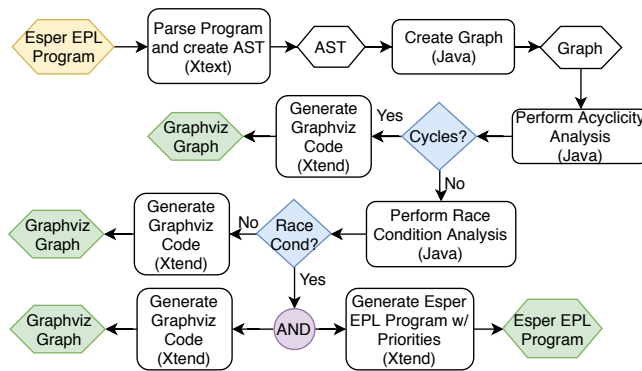 Esper EPL
Program
Parse Program
and create AST
(Xtext)
AST
Create Graph
(Java)
Graph
Perform Acyclicity
Analysis
(Java)
Cycles?
Yes
Generate
Graphviz
Code
(Xtend)
Graphviz
Graph
No
Perform Race
Condition Analysis
(Java)
Race
Cond?
No
Generate
Graphviz
Code
(Xtend)
Graphviz
Graph
Yes
AND
Generate
Graphviz
Code
(Xtend)
Graphviz
Graph
Generate Esper
EPL Program w/
Priorities
(Xtend)
Esper EPL
Program